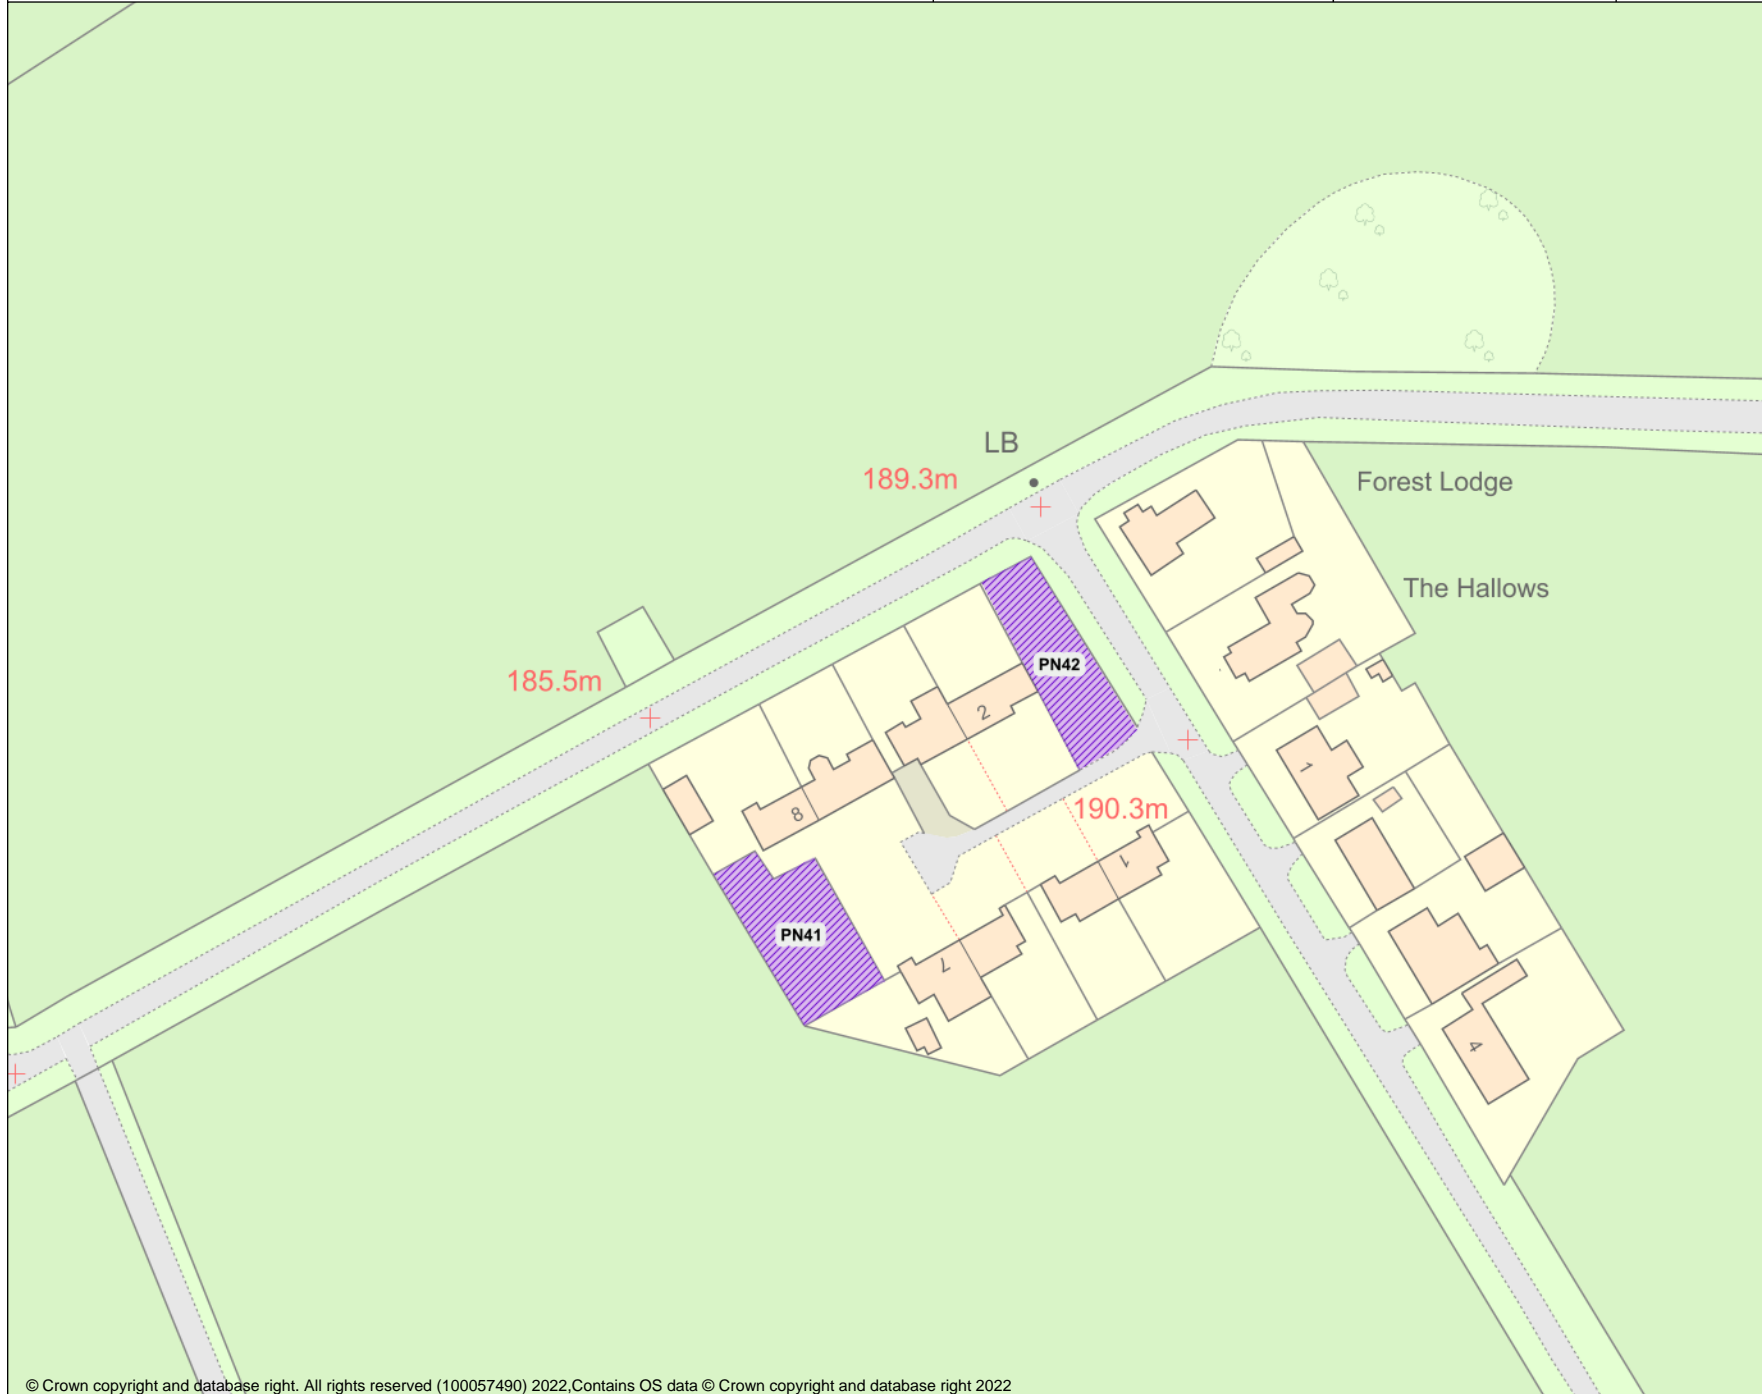 LB
189.3m
Forest Lodge
The Hallows
PN42
185.5m
2
1
8
190.3m
1
PN41
7
4
© Crown copyright and database right. All rights reserved (100057490) 2022,Contains OS data © Crown copyright and database right 2022